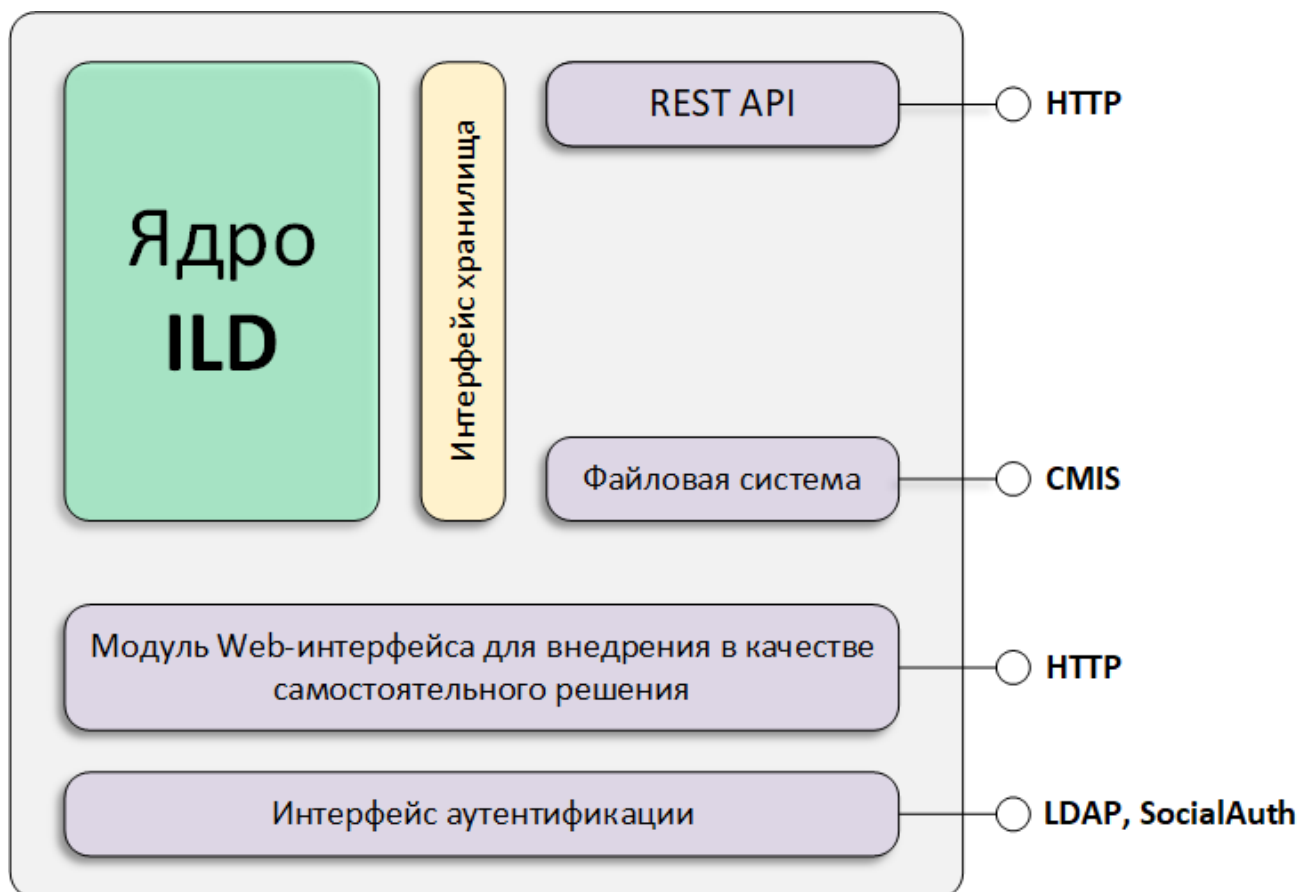 Ядро
ILD
Интерфейс хранилища
REST API
HTTP
Файловая система
CMIS
Модуль Web-интерфейса для внедрения в качестве
самостоятельного решения
HTTP
Интерфейс аутентификации
LDAP, SocialAuth